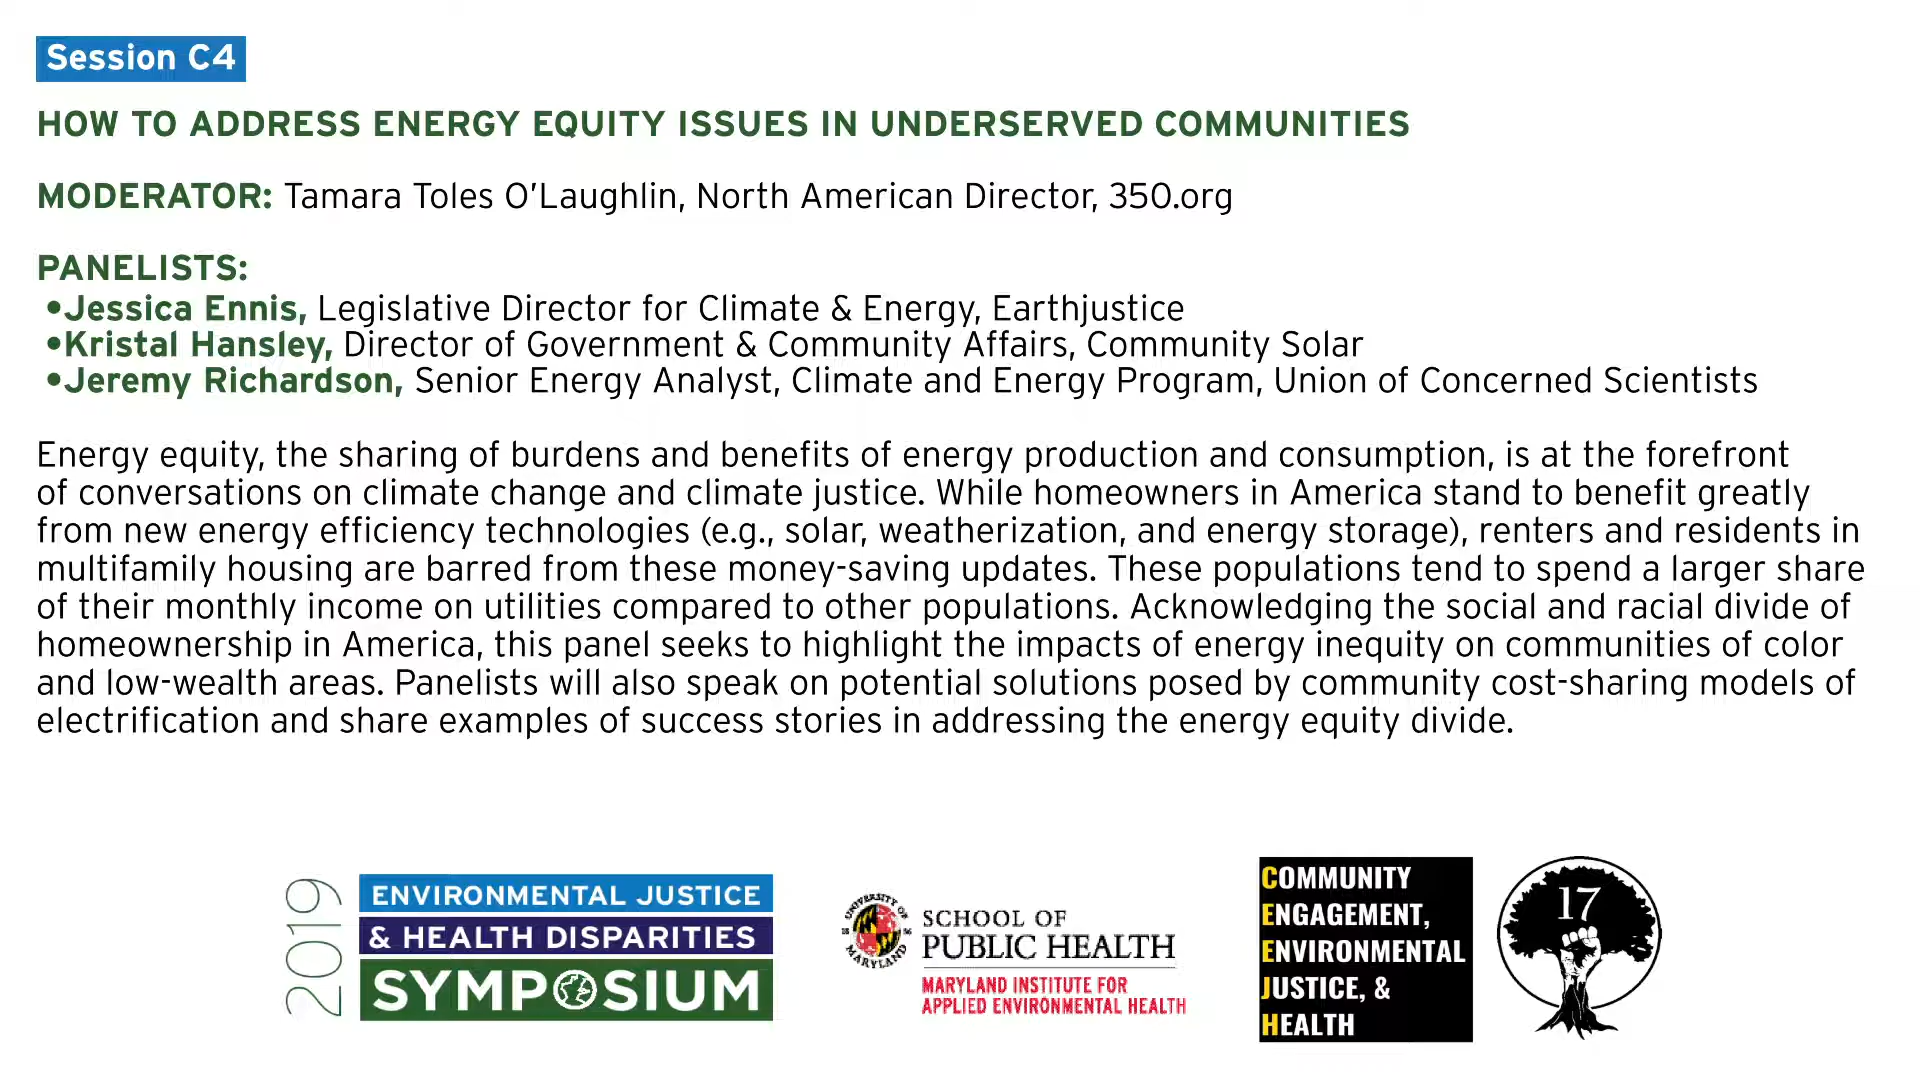 Session C4
HOW TO ADDRESS ENERGY EQUITY ISSUES IN UNDERSERVED COMMUNITIES
MODERATOR: Tamara Toles O’Laughlin, North American Director, 350.org
PANELISTS:
•Jessica Ennis, Legislative Director for Climate & Energy, Earthjustice
•Kristal Hansley, Director of Government & Community Affairs, Community Solar
•Jeremy Richardson, Senior Energy Analyst, Climate and Energy Program, Union of Concerned Scientists
Energy equity, the sharing of burdens and benefits of energy production and consumption, is at the forefront
of conversations on climate change and climate justice. While homeowners in America stand to benefit greatly
from new energy efficiency technologies (e.g., solar, weatherization, and energy storage), renters and residents in
multifamily housing are barred from these money-saving updates. These populations tend to spend a larger share
of their monthly income on utilities compared to other populations. Acknowledging the social and racial divide of
homeownership in America, this panel seeks to highlight the impacts of energy inequity on communities of color
and low-wealth areas. Panelists will also speak on potential solutions posed by community cost-sharing models of
electrification and share examples of success stories in addressing the energy equity divide.
2019
ENVIRONMENTAL JUSTICE
& HEALTH DISPARITIES
SYMPOSIUM
UNIVERSITY OF
18 56
MARYLAND
SCHOOL OF
PUBLIC HEALTH
MARYLAND INSTITUTE FOR
APPLIED ENVIRONMENTAL HEALTH
COMMUNITY
ENGAGEMENT,
ENVIRONMENTAL
JUSTICE, &
HEALTH
17